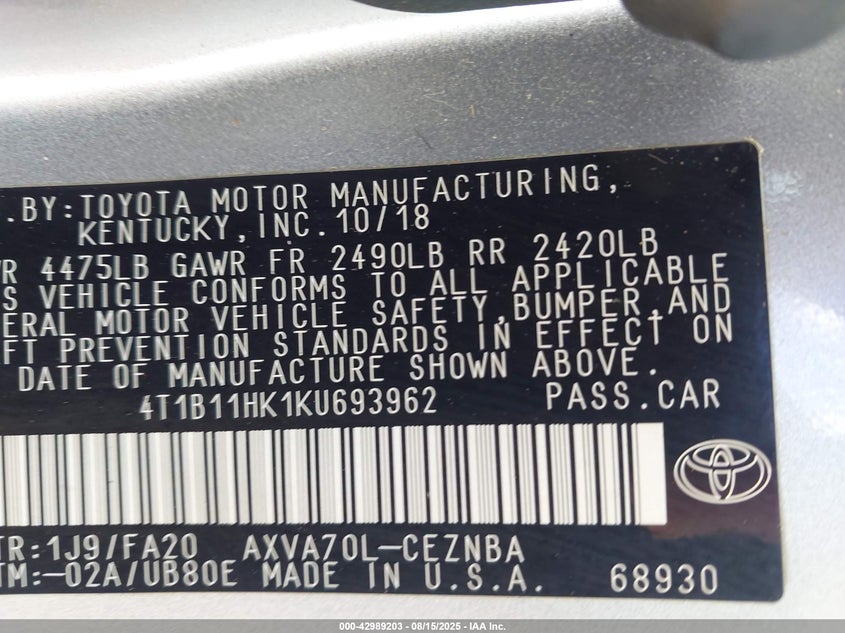 .BY:TOYOTA MOTOR MANUFACTURING,
KENTUCKY,INC. 10/18
WR 4475LB GAWR FR 2490LB RR 2420LB
S VEHICLE CONFORMS TO ALL APPLICABLE
ERAL MOTOR VEHICLE SAFETY,BUMPER,AND
FT PREVENTION STANDARDS IN EFFECT ON
DATE OF MANUFACTURE SHOWN ABOVE.
4T1B11HK1KU693962 PASS.CAR
TR:1J9/FA20 AXVA70L-CEZNBA
TM:-02A/UB80E MADE IN U.S.A. 68930
000-42989203 - 08/15/2025 - IAA Inc.